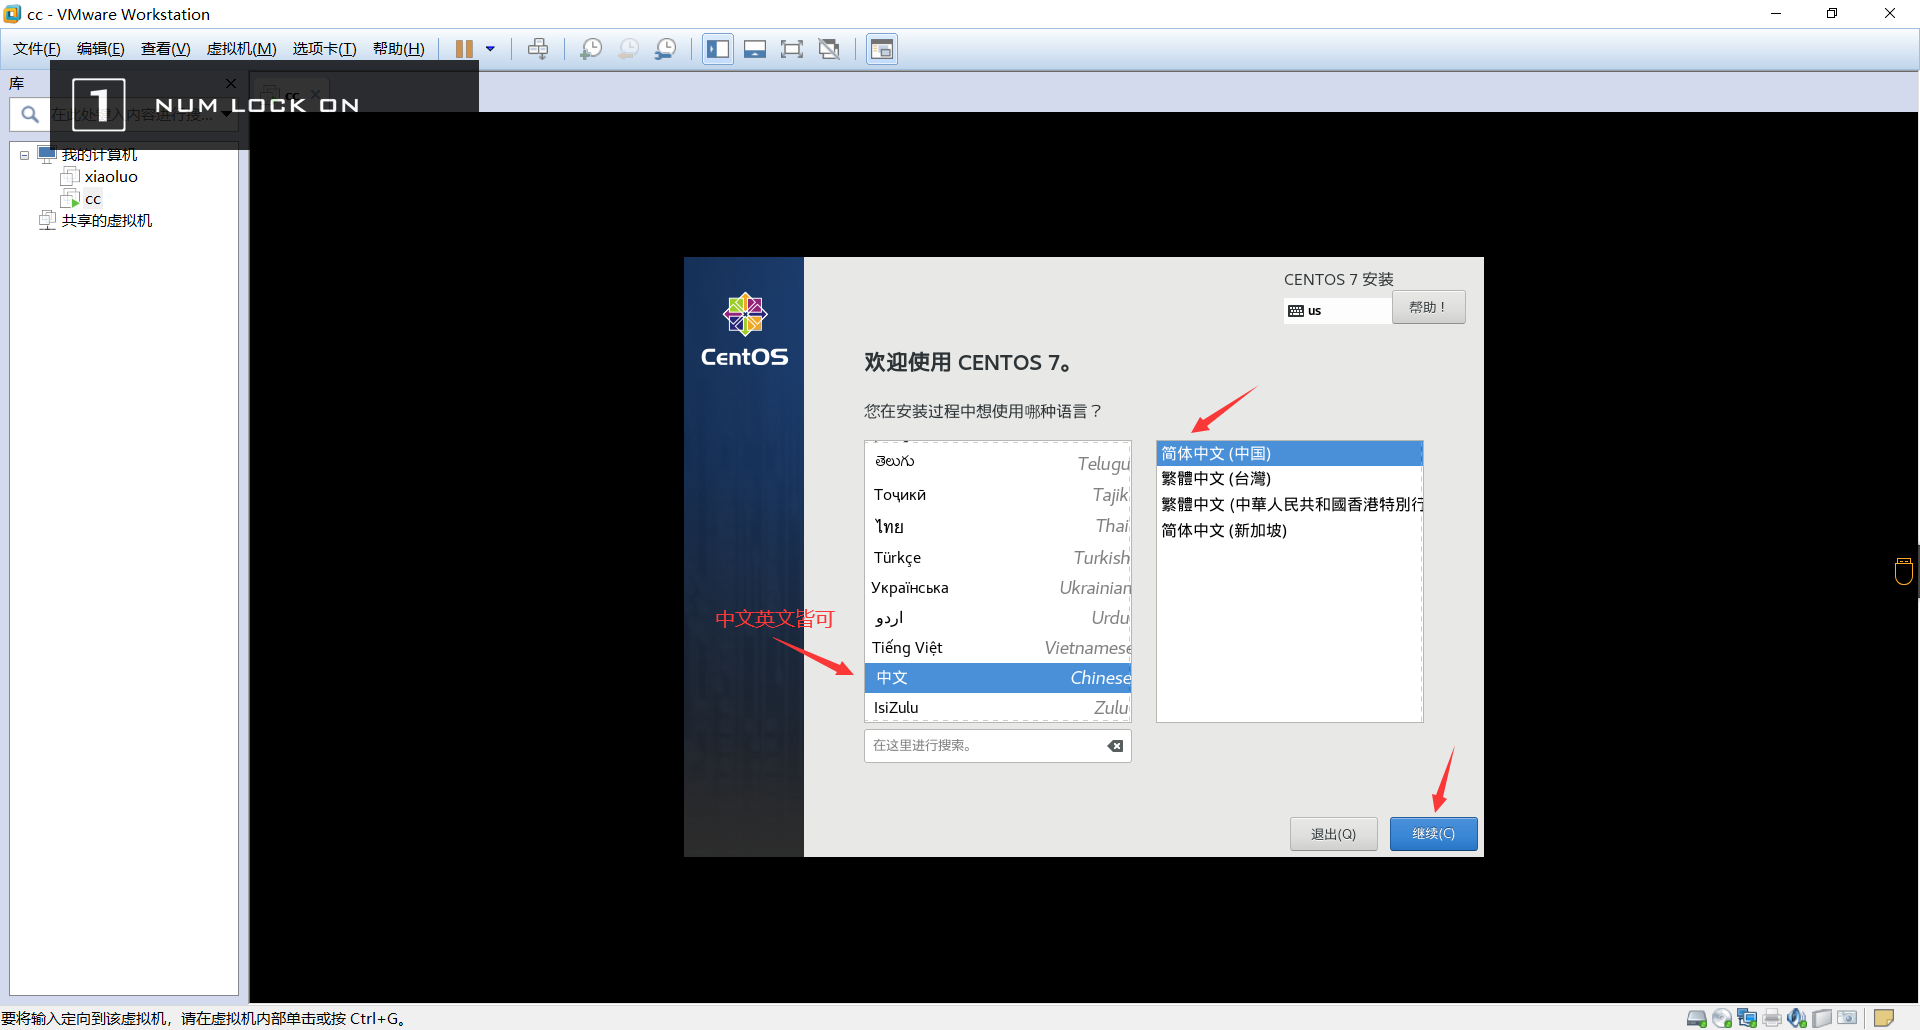 cc - VMware Workstation
文件(F) 编辑(E) 查看(V) 虚拟机(M) 选项卡(T) 帮助(H)
库
cc
1 NUM LOCK ON
在此处键入内容进行搜...
我的计算机
xiaoluo
cc
共享的虚拟机
CentOS
CENTOS 7 安装
us
帮助！
欢迎使用 CENTOS 7。
您在安装过程中想使用哪种语言？
తెలుగు Telugu
Тоҷикӣ Tajik
ไทย Thai
Türkçe Turkish
Українська Ukrainian
اردو Urdu
Tiếng Việt Vietnamese
中文 Chinese
IsiZulu Zulu
简体中文 (中国)
繁體中文 (台灣)
繁體中文 (中華人民共和國香港特別行
简体中文 (新加坡)
中文英文皆可
在这里进行搜索。
退出(Q)
继续(C)
要将输入定向到该虚拟机，请在虚拟机内部单击或按 Ctrl+G。